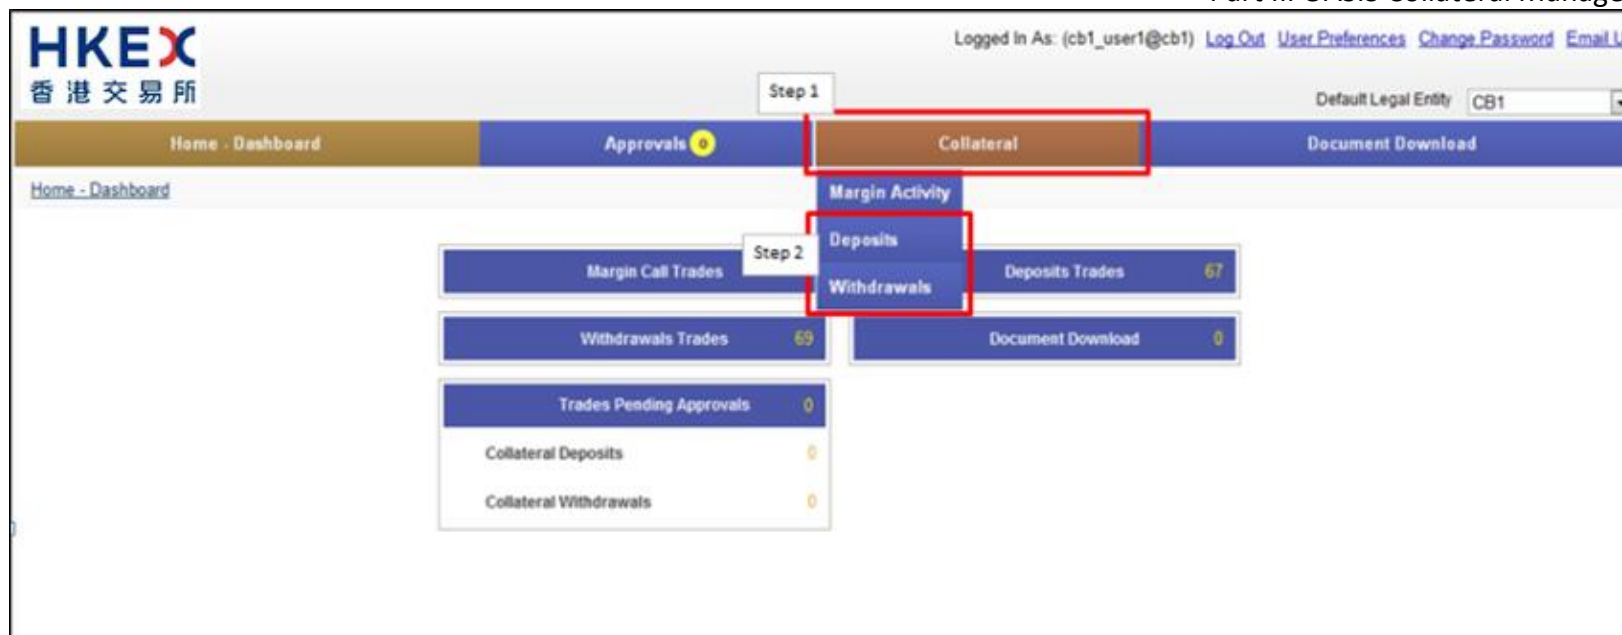 HKEX
香港交易所
Logged In As: (cb1_user1@cb1) Log Out User Preferences Change Password Email U
Step 1
Default Legal Entity CB1
Home - Dashboard Approvals 0 Collateral Document Download
Home - Dashboard
Margin Activity
Deposits
Step 2
Withdrawals
Margin Call Trades
Deposits Trades 67
Withdrawals Trades 69
Document Download 0
Trades Pending Approvals 0
Collateral Deposits 0
Collateral Withdrawals 0